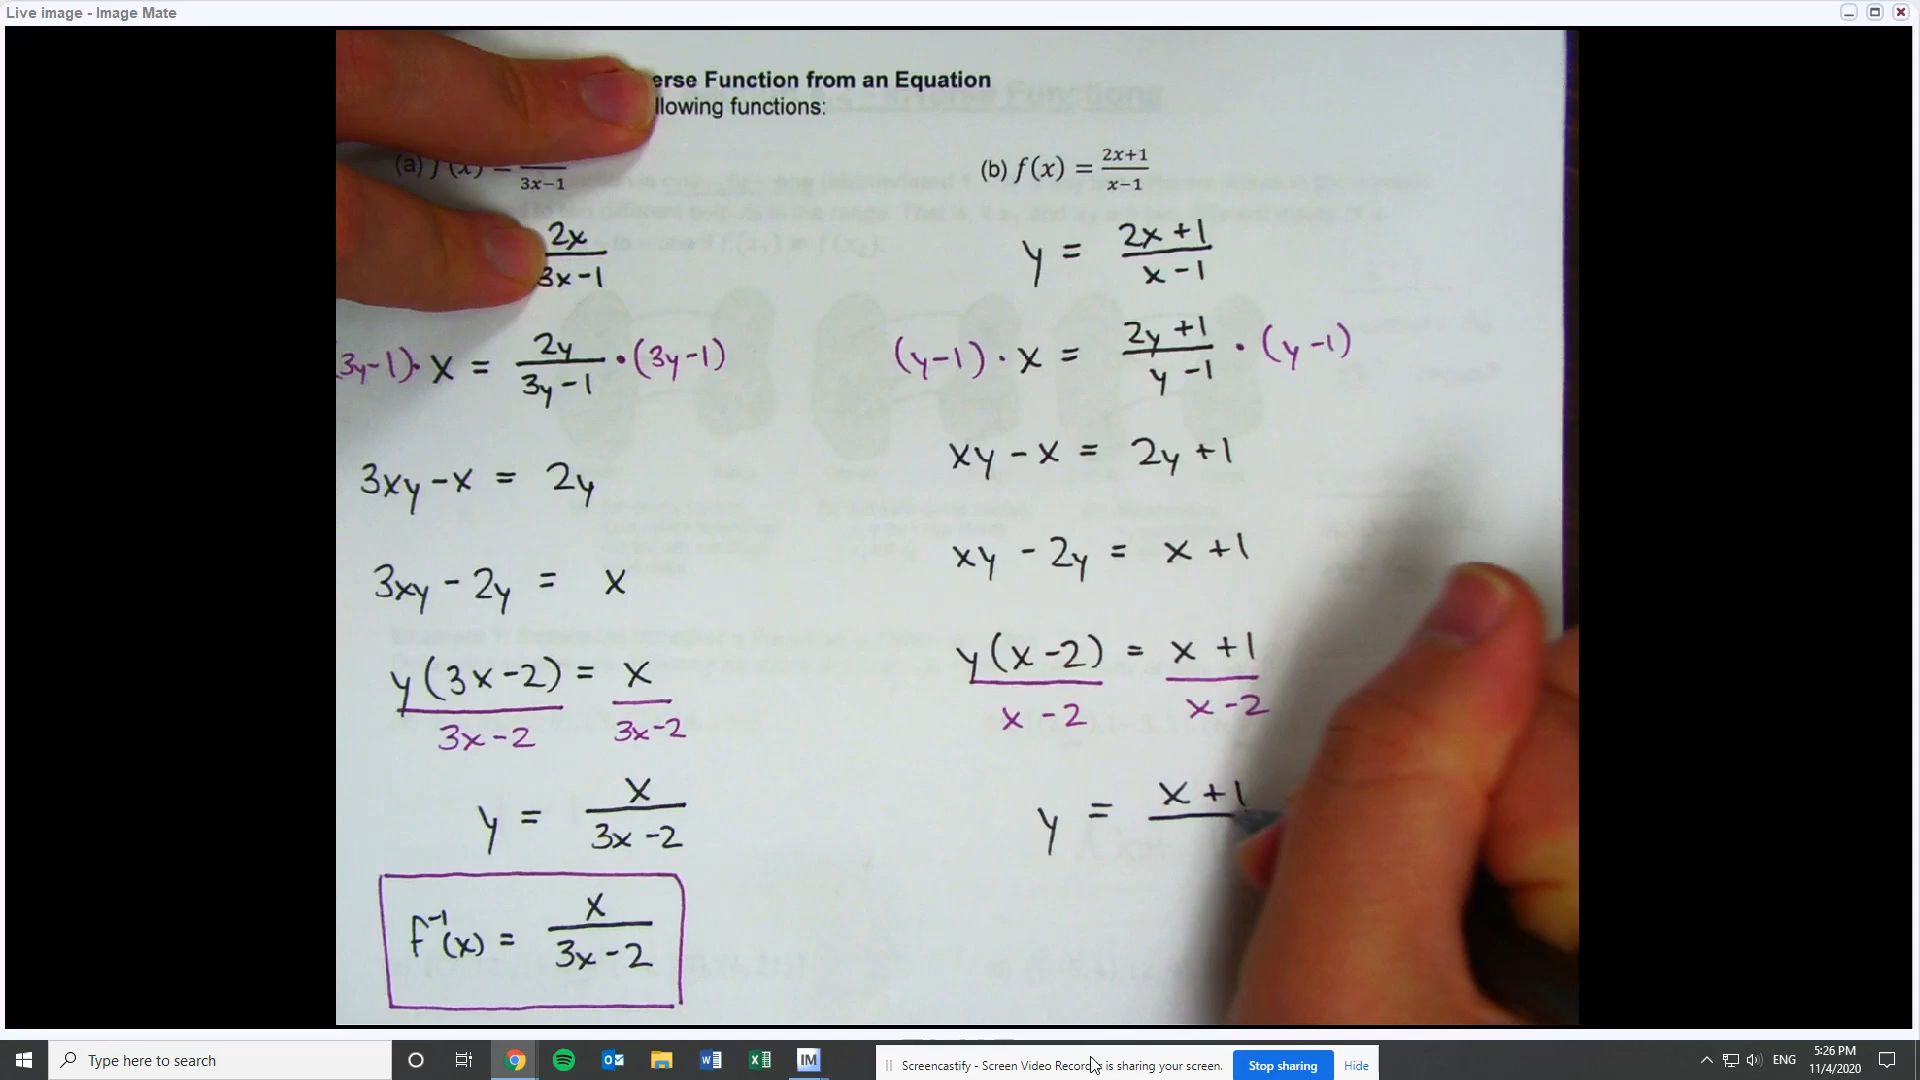 Live image - Image Mate
erse Function from an Equation
llowing functions:
(a) f(x) = 3x−1
(b) f(x) = 2x+1 / x−1
2x / 3x-1
y = 2x+1 / x-1
(3y-1)· x = 2y / 3y-1 ·(3y-1)
(y-1)· x = 2y+1 / y-1 · (y-1)
3xy-x = 2y
xy - x = 2y+1
3xy - 2y = x
xy - 2y = x+1
y(3x-2) = x
3x-2 3x-2
y(x-2) = x+1
x-2 x-2
y = x / 3x-2
y = x+1
f⁻¹(x) = x / 3x-2
Type here to search
IM
Screencastify - Screen Video Recor is sharing your screen.
Stop sharing
Hide
ENG
5:26 PM
11/4/2020